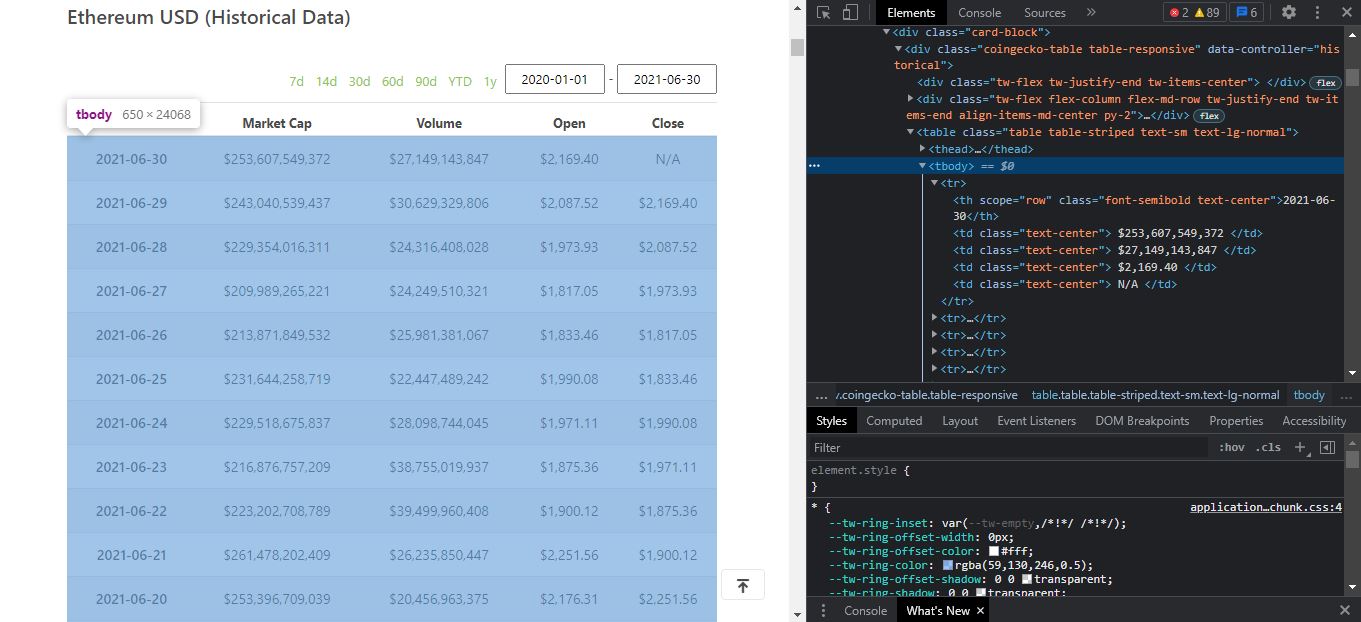 Ethereum USD (Historical Data)
7d 14d 30d 60d 90d YTD 1y 2020-01-01 - 2021-06-30
tbody 650 × 24068
Market Cap Volume Open Close
2021-06-30 $253,607,549,372 $27,149,143,847 $2,169.40 N/A
2021-06-29 $243,040,539,437 $30,629,329,806 $2,087.52 $2,169.40
2021-06-28 $229,354,016,311 $24,316,408,028 $1,973.93 $2,087.52
2021-06-27 $209,989,265,221 $24,249,510,321 $1,817.05 $1,973.93
2021-06-26 $213,871,849,532 $25,981,381,067 $1,833.46 $1,817.05
2021-06-25 $231,644,258,719 $22,447,489,242 $1,990.08 $1,833.46
2021-06-24 $229,518,675,837 $28,098,744,045 $1,971.11 $1,990.08
2021-06-23 $216,876,757,209 $38,755,019,937 $1,875.36 $1,971.11
2021-06-22 $223,202,708,789 $39,499,960,408 $1,900.12 $1,875.36
2021-06-21 $261,478,202,409 $26,235,850,447 $2,251.56 $1,900.12
2021-06-20 $253,396,709,039 $20,456,963,375 $2,176.31 $2,251.56
Elements Console Sources » 2 89 6
<div class="card-block">
<div class="coingecko-table table-responsive" data-controller="his
torical">
<div class="tw-flex tw-justify-end tw-items-center"> </div> flex
<div class="tw-flex flex-column flex-md-row tw-justify-end tw-it
ems-end align-items-md-center py-2">…</div> flex
<table class="table table-striped text-sm text-lg-normal">
<thead>…</thead>
<tbody> == $0
<tr>
<th scope="row" class="font-semibold text-center">2021-06-
30</th>
<td class="text-center"> $253,607,549,372 </td>
<td class="text-center"> $27,149,143,847 </td>
<td class="text-center"> $2,169.40 </td>
<td class="text-center"> N/A </td>
</tr>
<tr>…</tr>
<tr>…</tr>
<tr>…</tr>
<tr>…</tr>
… .coingecko-table.table-responsive table.table.table-striped.text-sm.text-lg-normal tbody …
Styles Computed Layout Event Listeners DOM Breakpoints Properties Accessibility
Filter :hov .cls +
element.style {
}
* { application…chunk.css:4
--tw-ring-inset: var(--tw-empty,/*!*/ /*!*/);
--tw-ring-offset-width: 0px;
--tw-ring-offset-color: #fff;
--tw-ring-color: rgba(59,130,246,0.5);
--tw-ring-offset-shadow: 0 0 transparent;
--tw-ring-shadow: 0 0 transparent;
Console What's New ×